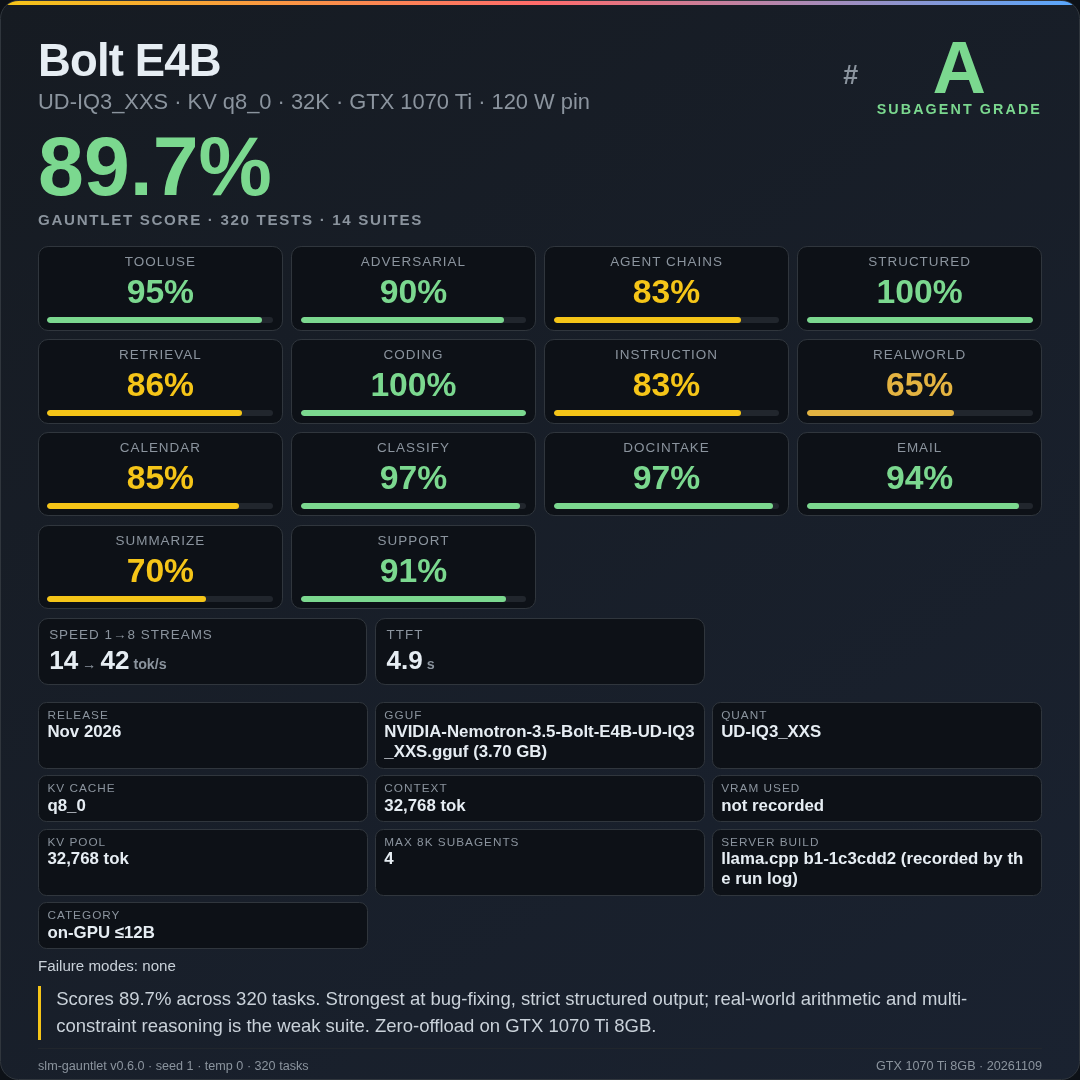 Bolt E4B
# A
UD-IQ3_XXS · KV q8_0 · 32K · GTX 1070 Ti · 120 W pin
SUBAGENT GRADE
89.7%
GAUNTLET SCORE · 320 TESTS · 14 SUITES
TOOLUSE
95%
ADVERSARIAL
90%
AGENT CHAINS
83%
STRUCTURED
100%
RETRIEVAL
86%
CODING
100%
INSTRUCTION
83%
REALWORLD
65%
CALENDAR
85%
CLASSIFY
97%
DOCINTAKE
97%
EMAIL
94%
SUMMARIZE
70%
SUPPORT
91%
SPEED 1→8 STREAMS
14 → 42 tok/s
TTFT
4.9 s
RELEASE
Nov 2026
GGUF
NVIDIA-Nemotron-3.5-Bolt-E4B-UD-IQ3
_XXS.gguf (3.70 GB)
QUANT
UD-IQ3_XXS
KV CACHE
q8_0
CONTEXT
32,768 tok
VRAM USED
not recorded
KV POOL
32,768 tok
MAX 8K SUBAGENTS
4
SERVER BUILD
llama.cpp b1-1c3cdd2 (recorded by th
e run log)
CATEGORY
on-GPU ≤12B
Failure modes: none
Scores 89.7% across 320 tasks. Strongest at bug-fixing, strict structured output; real-world arithmetic and multi-
constraint reasoning is the weak suite. Zero-offload on GTX 1070 Ti 8GB.
slm-gauntlet v0.6.0 · seed 1 · temp 0 · 320 tasks
GTX 1070 Ti 8GB · 20261109